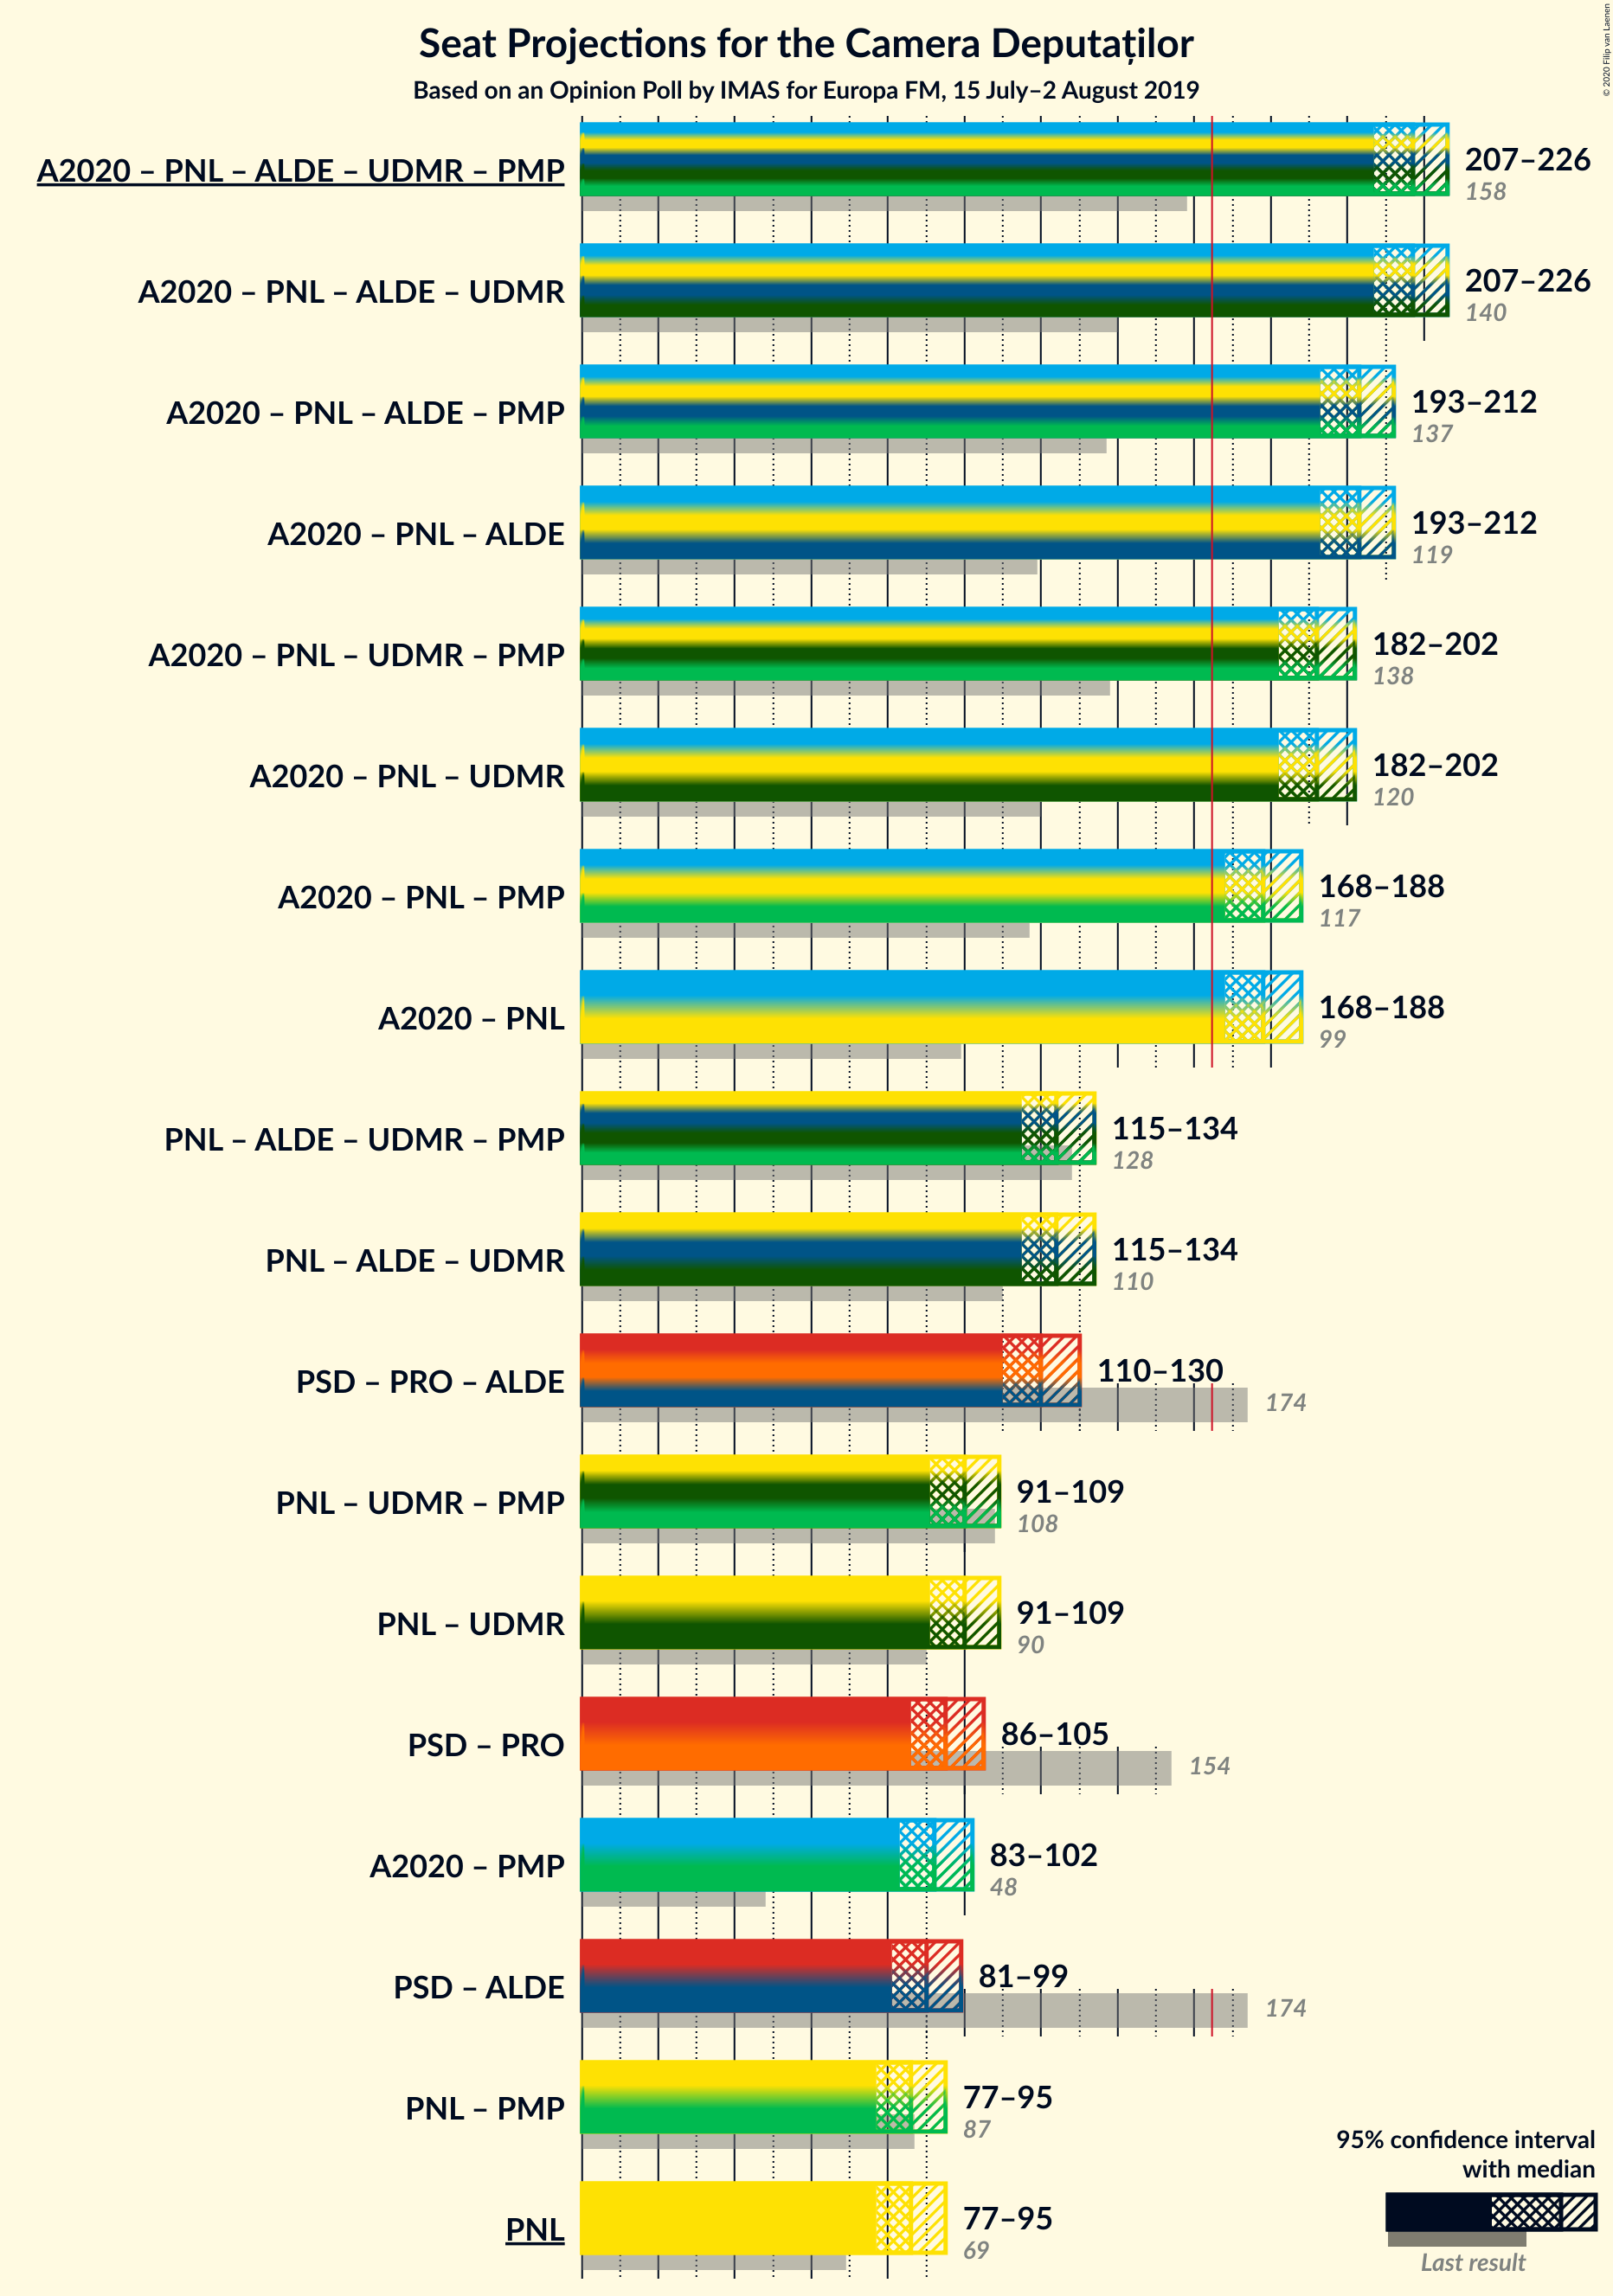 Seat Projections for the Camera Deputaților
Based on an Opinion Poll by IMAS for Europa FM, 15 July–2 August 2019
© 2020 Filip van Laenen
A2020 – PNL – ALDE – UDMR – PMP
207–226
158
A2020 – PNL – ALDE – UDMR
207–226
140
A2020 – PNL – ALDE – PMP
193–212
137
A2020 – PNL – ALDE
193–212
119
A2020 – PNL – UDMR – PMP
182–202
138
A2020 – PNL – UDMR
182–202
120
A2020 – PNL – PMP
168–188
117
A2020 – PNL
168–188
99
PNL – ALDE – UDMR – PMP
115–134
128
PNL – ALDE – UDMR
115–134
110
PSD – PRO – ALDE
110–130
174
PNL – UDMR – PMP
91–109
108
PNL – UDMR
91–109
90
PSD – PRO
86–105
154
A2020 – PMP
83–102
48
PSD – ALDE
81–99
174
PNL – PMP
77–95
87
PNL
77–95
69
95% confidence interval
with median
Last result